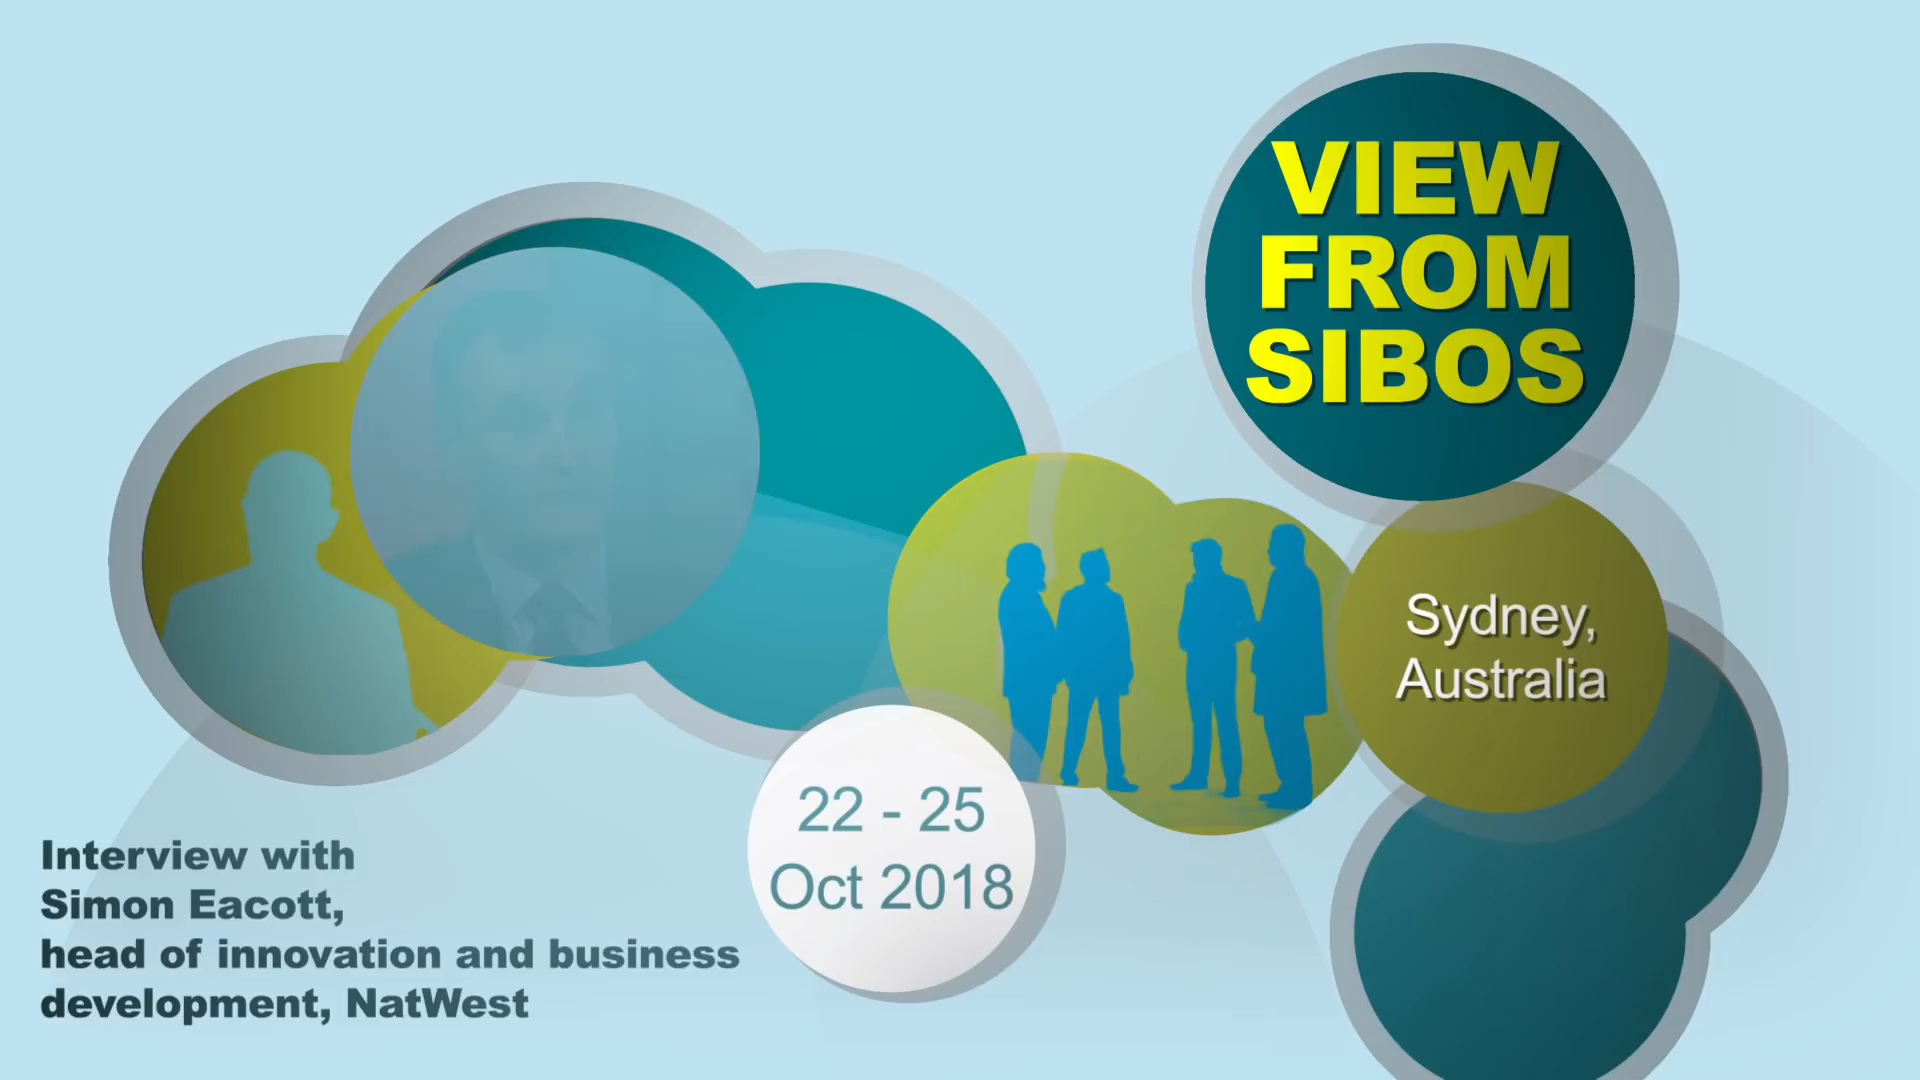 VIEW
FROM
SIBOS
Sydney,
Australia
22 - 25
Oct 2018
Interview with
Simon Eacott,
head of innovation and business
development, NatWest